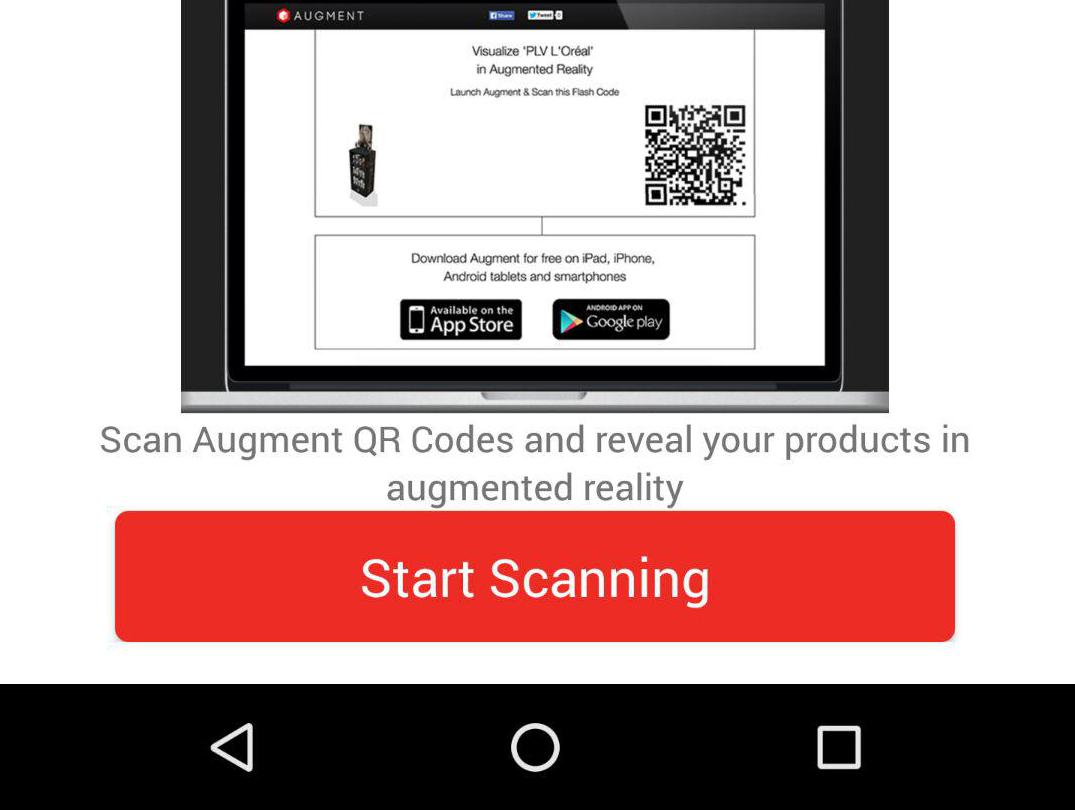 AUGMENT
Share
Tweet 0
Visualize 'PLV L'Oréal'
in Augmented Reality
Launch Augment & Scan this Flash Code
Download Augment for free on iPad, iPhone,
Android tablets and smartphones
Available on the
App Store
ANDROID APP ON
Google play
Scan Augment QR Codes and reveal your products in
augmented reality
Start Scanning